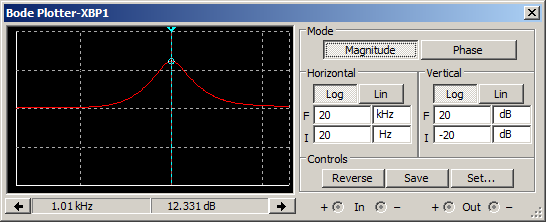 Bode Plotter-XBP1
Mode
Magnitude Phase
Horizontal Vertical
Log Lin Log Lin
F 20 kHz F 20 dB
I 20 Hz I -20 dB
Controls
Reverse Save Set...
1.01 kHz 12.331 dB + In − + Out −